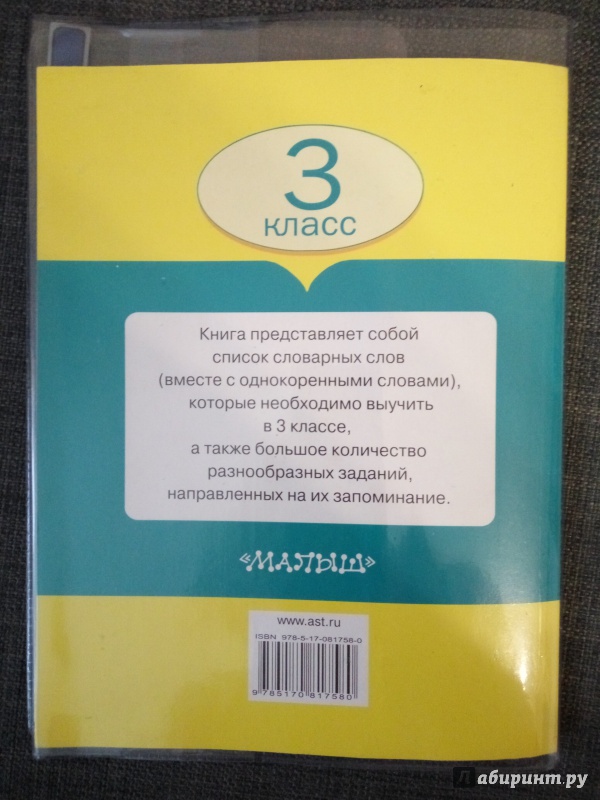 3
класс
Книга представляет собой
список словарных слов
(вместе с однокоренными словами),
которые необходимо выучить
в 3 классе,
а также большое количество
разнообразных заданий,
направленных на их запоминание.
«МАЛЫШ»
www.ast.ru
ISBN 978-5-17-081758-0
9 785170 817580
Лабиринт.ру